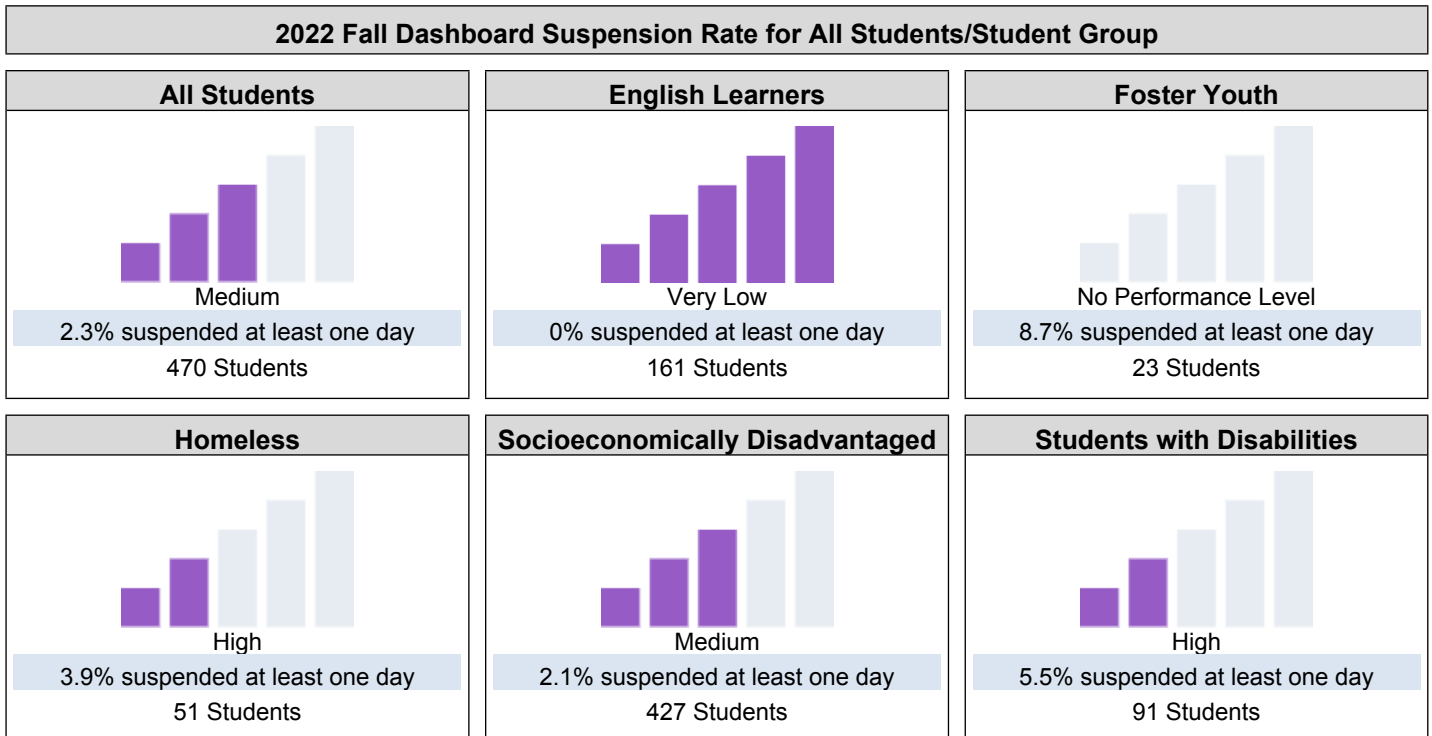 2022 Fall Dashboard Suspension Rate for All Students/Student Group
All Students
Medium
2.3% suspended at least one day
470 Students
English Learners
Very Low
0% suspended at least one day
161 Students
Foster Youth
No Performance Level
8.7% suspended at least one day
23 Students
Homeless
High
3.9% suspended at least one day
51 Students
Socioeconomically Disadvantaged
Medium
2.1% suspended at least one day
427 Students
Students with Disabilities
High
5.5% suspended at least one day
91 Students